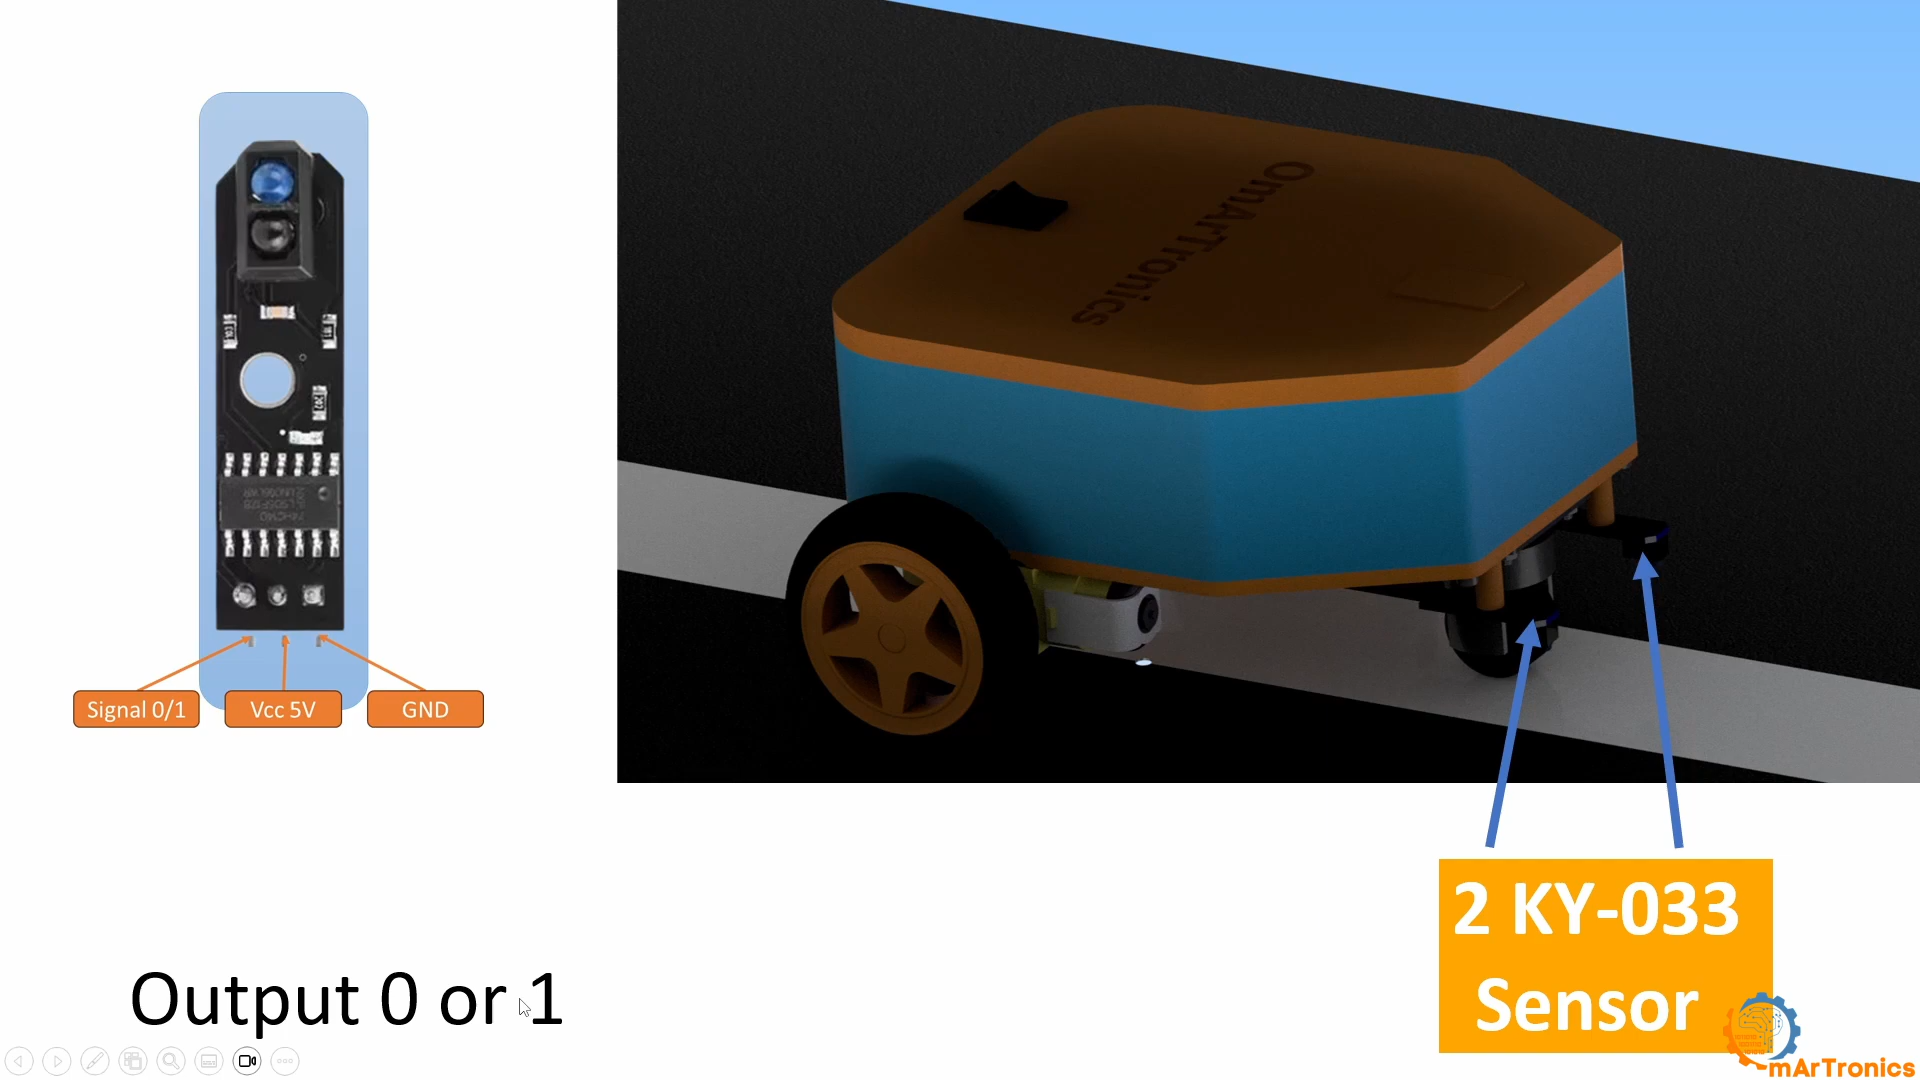 OmArTronics
Signal 0/1
Vcc 5V
GND
2 KY-033
Sensor
Output 0 or 1
mArTronics